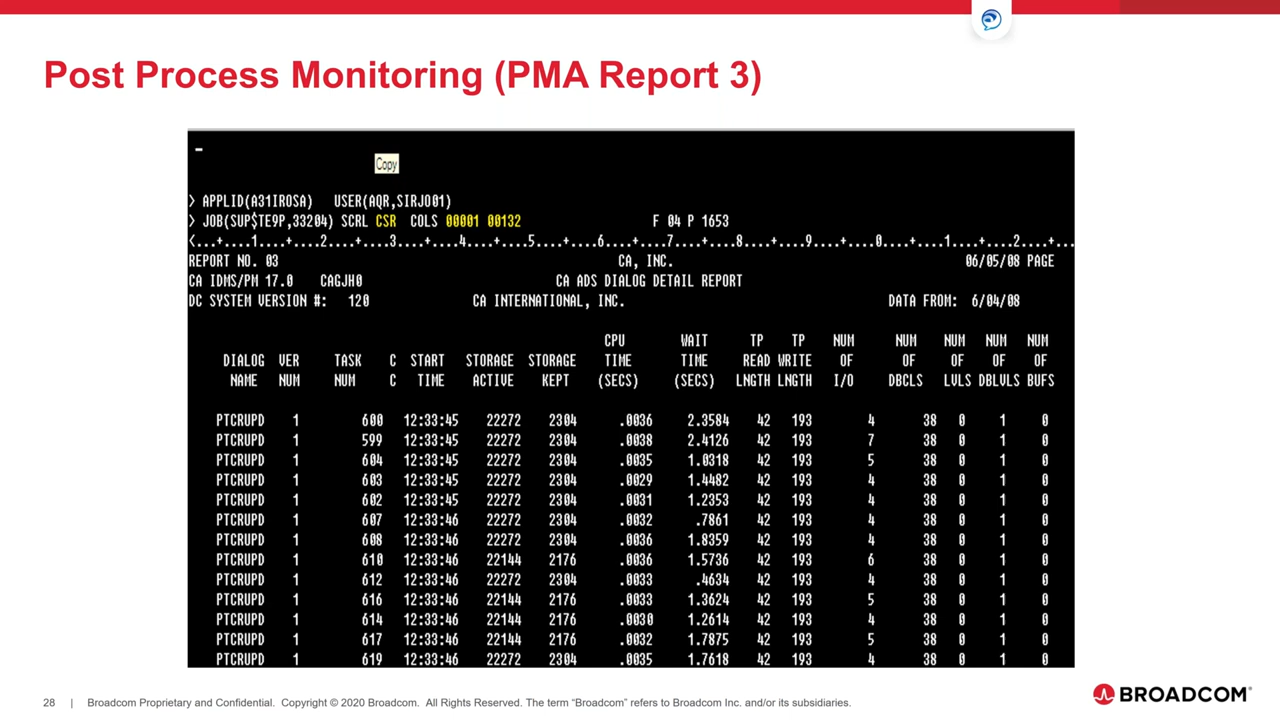 Post Process Monitoring (PMA Report 3)
Copy
> APPLID(A31IROSA) USER(AQR,SIRJO01)
> JOB(SUP$TE9P,33204) SCRL CSR COLS 00001 00132 F 04 P 1653
<...+....1....+....2....+....3....+....4....+....5....+....6....+....7....+....8....+....9....+....0....+....1....+....2....+...
REPORT NO. 03 CA, INC. 06/05/08 PAGE
CA IDMS/PM 17.0 CAGJH0 CA ADS DIALOG DETAIL REPORT
DC SYSTEM VERSION #: 120 CA INTERNATIONAL, INC. DATA FROM: 6/04/08
CPU WAIT TP TP NUM NUM NUM NUM NUM
DIALOG VER TASK C START STORAGE STORAGE TIME TIME READ WRITE OF OF OF OF OF
NAME NUM NUM C TIME ACTIVE KEPT (SECS) (SECS) LNGTH LNGTH I/O DBCLS LVLS DBLVLS BUFS
PTCRUPD 1 600 12:33:45 22272 2304 .0036 2.3584 42 193 4 38 0 1 0
PTCRUPD 1 599 12:33:45 22272 2304 .0038 2.4126 42 193 7 38 0 1 0
PTCRUPD 1 604 12:33:45 22272 2304 .0035 1.0318 42 193 5 38 0 1 0
PTCRUPD 1 603 12:33:45 22272 2304 .0029 1.4482 42 193 4 38 0 1 0
PTCRUPD 1 602 12:33:45 22272 2304 .0031 1.2353 42 193 4 38 0 1 0
PTCRUPD 1 607 12:33:46 22272 2304 .0032 .7861 42 193 4 38 0 1 0
PTCRUPD 1 608 12:33:46 22272 2304 .0036 1.8359 42 193 4 38 0 1 0
PTCRUPD 1 610 12:33:46 22144 2176 .0036 1.5736 42 193 6 38 0 1 0
PTCRUPD 1 612 12:33:46 22272 2304 .0033 .4634 42 193 4 38 0 1 0
PTCRUPD 1 616 12:33:46 22144 2176 .0033 1.3624 42 193 5 38 0 1 0
PTCRUPD 1 614 12:33:46 22144 2176 .0030 1.2614 42 193 4 38 0 1 0
PTCRUPD 1 617 12:33:46 22144 2176 .0032 1.7875 42 193 5 38 0 1 0
PTCRUPD 1 619 12:33:46 22272 2304 .0035 1.7618 42 193 4 38 0 1 0
28 | Broadcom Proprietary and Confidential. Copyright © 2020 Broadcom. All Rights Reserved. The term “Broadcom” refers to Broadcom Inc. and/or its subsidiaries.
BROADCOM®